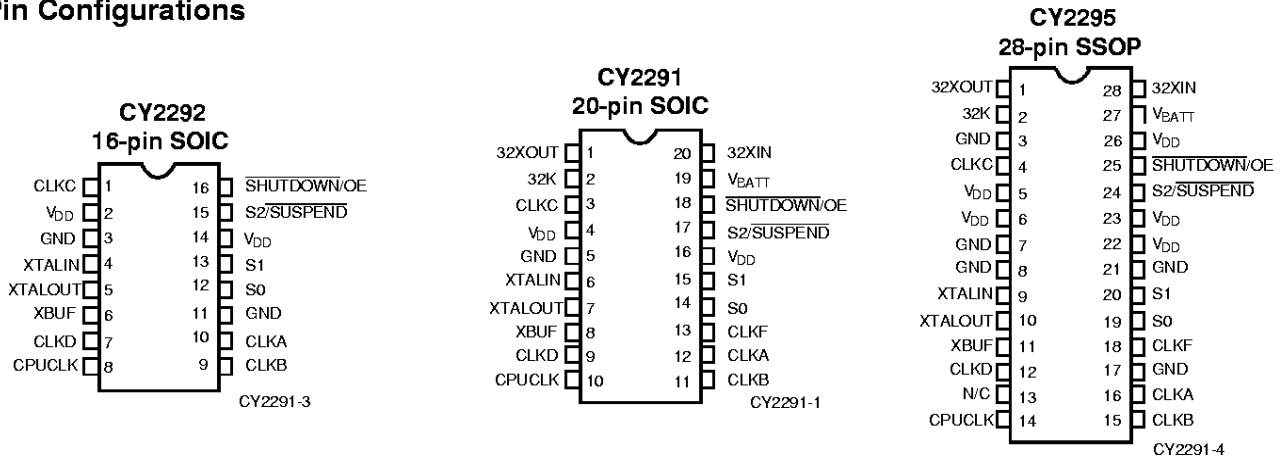 Pin Configurations
CY2292
16-pin SOIC
CLKC 1 16 SHUTDOWN/OE
VDD 2 15 S2/SUSPEND
GND 3 14 VDD
XTALIN 4 13 S1
XTALOUT 5 12 S0
XBUF 6 11 GND
CLKD 7 10 CLKA
CPUCLK 8 9 CLKB
CY2291-3
CY2291
20-pin SOIC
32XOUT 1 20 32XIN
32K 2 19 VBATT
CLKC 3 18 SHUTDOWN/OE
VDD 4 17 S2/SUSPEND
GND 5 16 VDD
XTALIN 6 15 S1
XTALOUT 7 14 S0
XBUF 8 13 CLKF
CLKD 9 12 CLKA
CPUCLK 10 11 CLKB
CY2291-1
CY2295
28-pin SSOP
32XOUT 1 28 32XIN
32K 2 27 VBATT
GND 3 26 VDD
CLKC 4 25 SHUTDOWN/OE
VDD 5 24 S2/SUSPEND
VDD 6 23 VDD
GND 7 22 VDD
GND 8 21 GND
XTALIN 9 20 S1
XTALOUT 10 19 S0
XBUF 11 18 CLKF
CLKD 12 17 GND
N/C 13 16 CLKA
CPUCLK 14 15 CLKB
CY2291-4